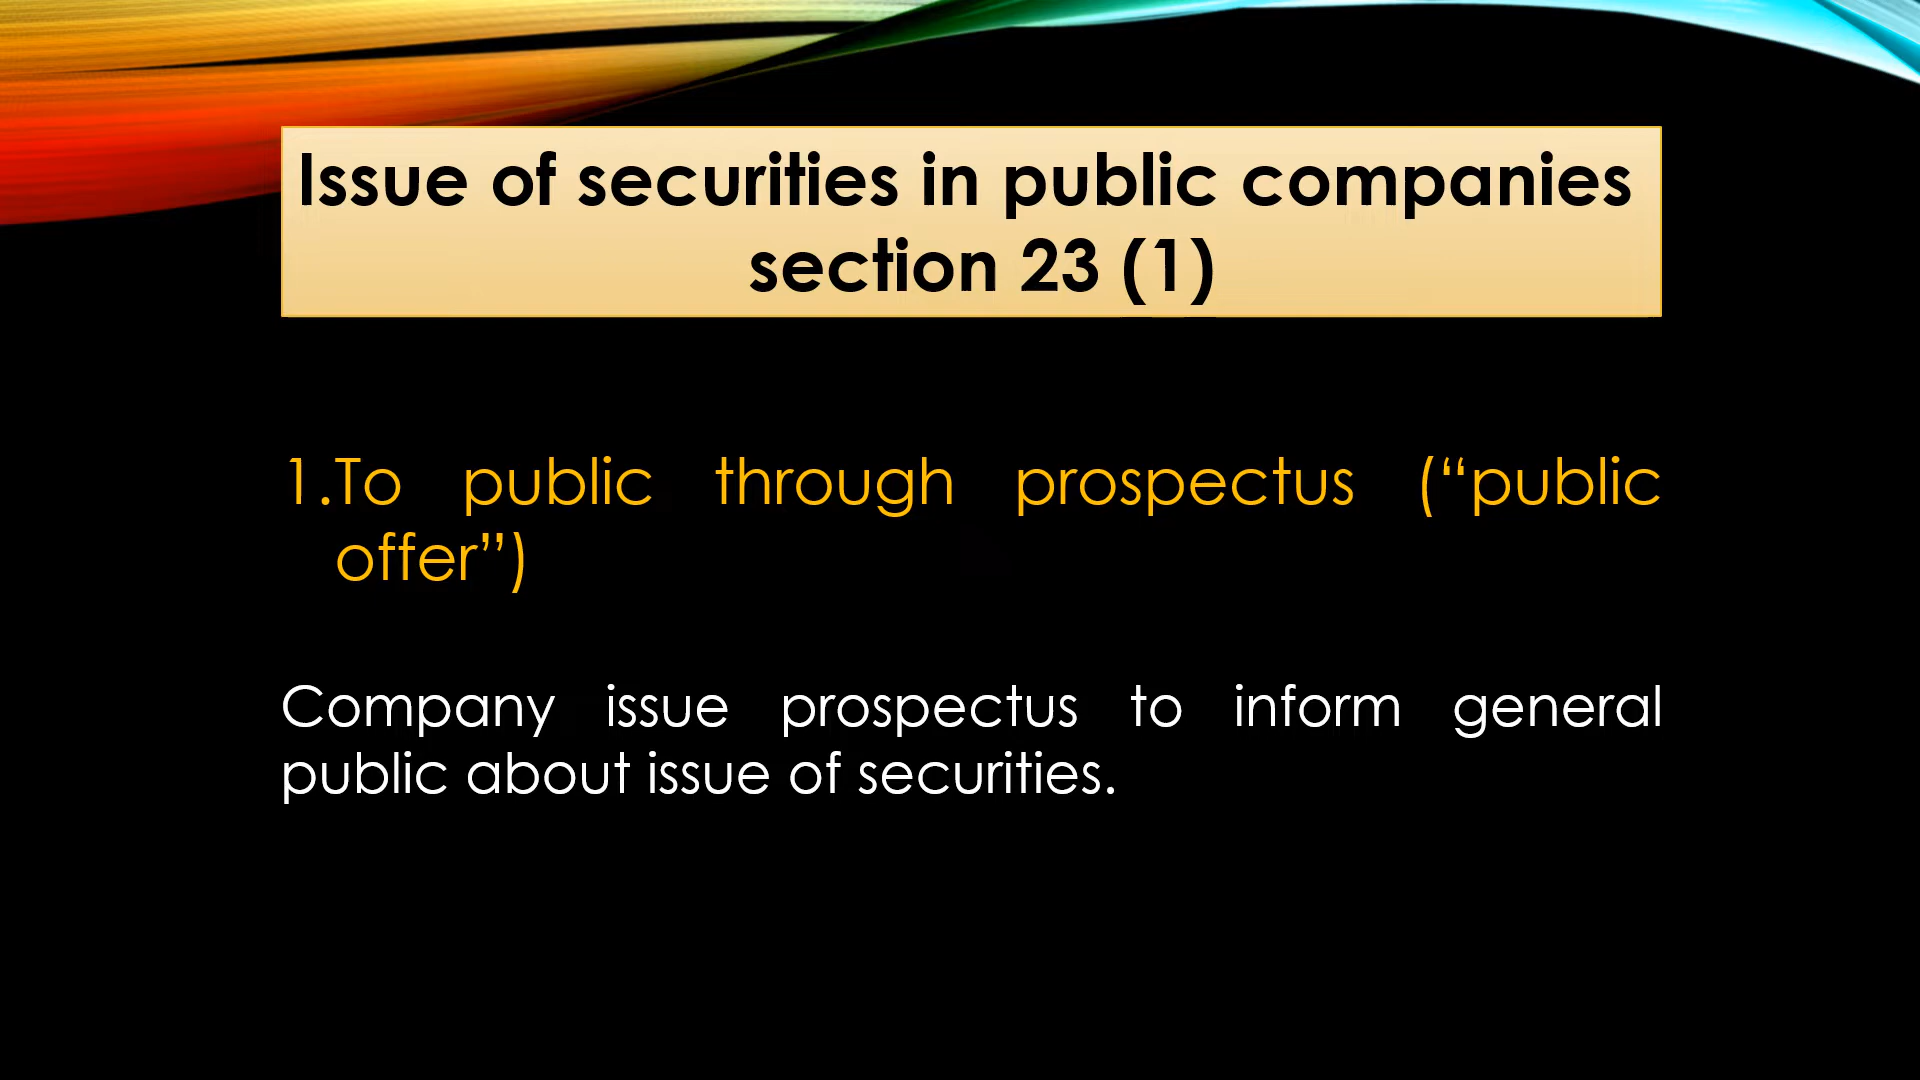 Issue of securities in public companies
section 23 (1)
1.To public through prospectus (“public
offer”)
Company issue prospectus to inform general
public about issue of securities.